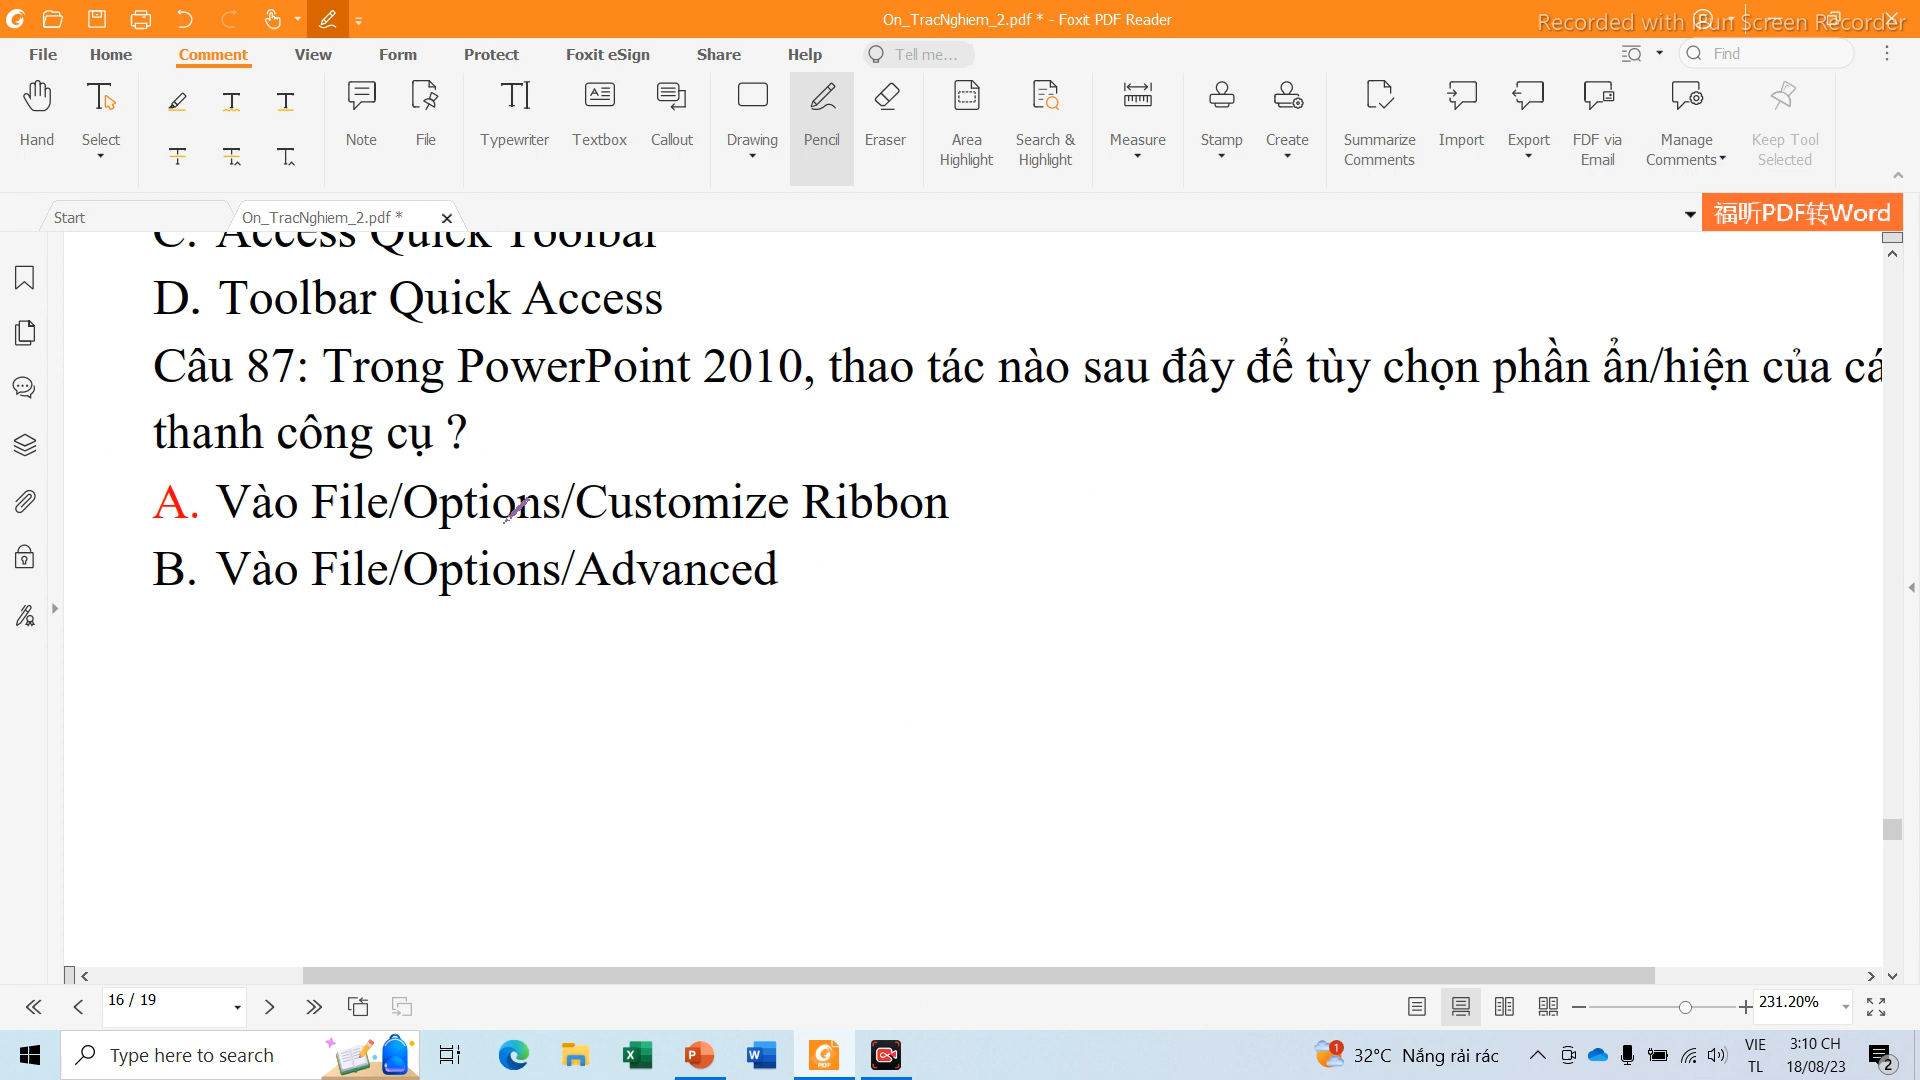 On_TracNghiem_2.pdf * - Foxit PDF Reader
Recorded with iFun Screen Recorder
File Home Comment View Form Protect Foxit eSign Share Help Tell me... Find
Hand Select Note File Typewriter Textbox Callout Drawing Pencil Eraser Area Highlight Search & Highlight Measure Stamp Create Summarize Comments Import Export FDF via Email Manage Comments Keep Tool Selected
Start On_TracNghiem_2.pdf *
福昕PDF转Word
C. Access Quick Toolbar
D. Toolbar Quick Access
Câu 87: Trong PowerPoint 2010, thao tác nào sau đây để tùy chọn phần ẩn/hiện của cá
thanh công cụ ?
A. Vào File/Options/Customize Ribbon
B. Vào File/Options/Advanced
16 / 19
231.20%
Type here to search
32°C Nắng rải rác
VIE
TL
3:10 CH
18/08/23
2